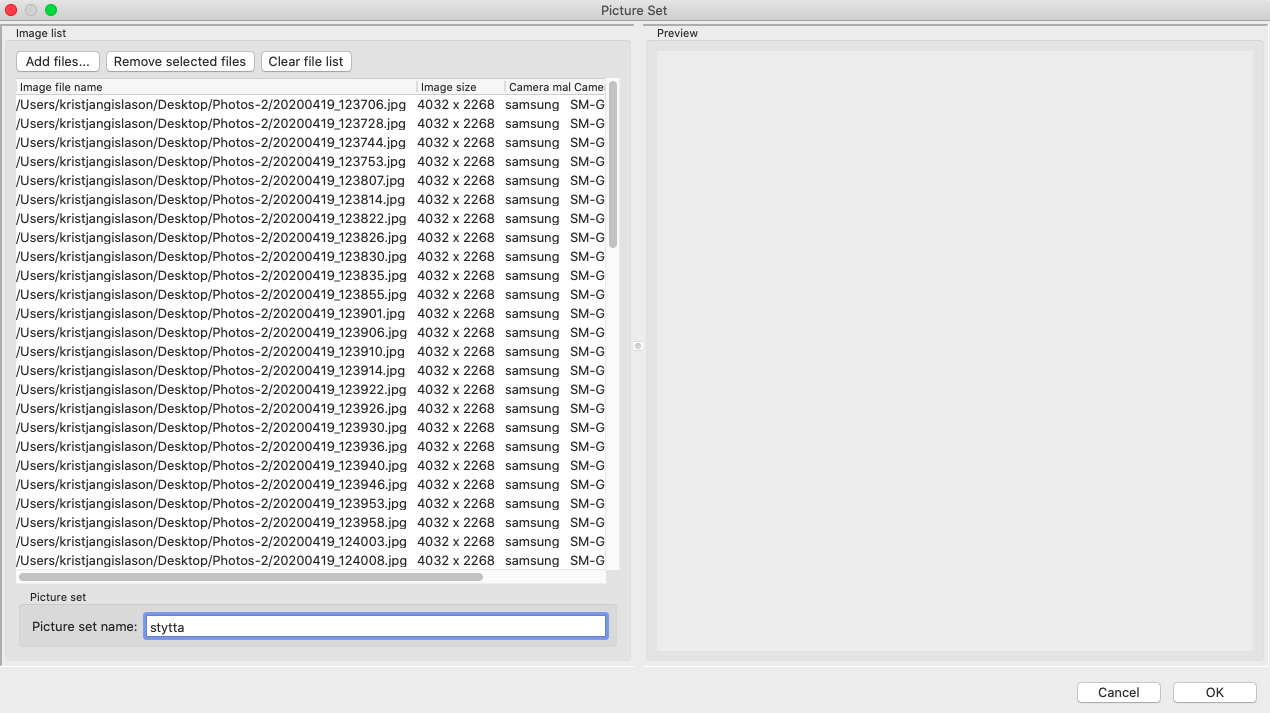 Picture Set
Image list
Add files... Remove selected files Clear file list
Image file name Image size Camera mal Came
/Users/kristjangislason/Desktop/Photos-2/20200419_123706.jpg 4032 x 2268 samsung SM-G
/Users/kristjangislason/Desktop/Photos-2/20200419_123728.jpg 4032 x 2268 samsung SM-G
/Users/kristjangislason/Desktop/Photos-2/20200419_123744.jpg 4032 x 2268 samsung SM-G
/Users/kristjangislason/Desktop/Photos-2/20200419_123753.jpg 4032 x 2268 samsung SM-G
/Users/kristjangislason/Desktop/Photos-2/20200419_123807.jpg 4032 x 2268 samsung SM-G
/Users/kristjangislason/Desktop/Photos-2/20200419_123814.jpg 4032 x 2268 samsung SM-G
/Users/kristjangislason/Desktop/Photos-2/20200419_123822.jpg 4032 x 2268 samsung SM-G
/Users/kristjangislason/Desktop/Photos-2/20200419_123826.jpg 4032 x 2268 samsung SM-G
/Users/kristjangislason/Desktop/Photos-2/20200419_123830.jpg 4032 x 2268 samsung SM-G
/Users/kristjangislason/Desktop/Photos-2/20200419_123835.jpg 4032 x 2268 samsung SM-G
/Users/kristjangislason/Desktop/Photos-2/20200419_123855.jpg 4032 x 2268 samsung SM-G
/Users/kristjangislason/Desktop/Photos-2/20200419_123901.jpg 4032 x 2268 samsung SM-G
/Users/kristjangislason/Desktop/Photos-2/20200419_123906.jpg 4032 x 2268 samsung SM-G
/Users/kristjangislason/Desktop/Photos-2/20200419_123910.jpg 4032 x 2268 samsung SM-G
/Users/kristjangislason/Desktop/Photos-2/20200419_123914.jpg 4032 x 2268 samsung SM-G
/Users/kristjangislason/Desktop/Photos-2/20200419_123922.jpg 4032 x 2268 samsung SM-G
/Users/kristjangislason/Desktop/Photos-2/20200419_123926.jpg 4032 x 2268 samsung SM-G
/Users/kristjangislason/Desktop/Photos-2/20200419_123930.jpg 4032 x 2268 samsung SM-G
/Users/kristjangislason/Desktop/Photos-2/20200419_123936.jpg 4032 x 2268 samsung SM-G
/Users/kristjangislason/Desktop/Photos-2/20200419_123940.jpg 4032 x 2268 samsung SM-G
/Users/kristjangislason/Desktop/Photos-2/20200419_123946.jpg 4032 x 2268 samsung SM-G
/Users/kristjangislason/Desktop/Photos-2/20200419_123953.jpg 4032 x 2268 samsung SM-G
/Users/kristjangislason/Desktop/Photos-2/20200419_123958.jpg 4032 x 2268 samsung SM-G
/Users/kristjangislason/Desktop/Photos-2/20200419_124003.jpg 4032 x 2268 samsung SM-G
/Users/kristjangislason/Desktop/Photos-2/20200419_124008.jpg 4032 x 2268 samsung SM-G
Picture set
Picture set name: stytta
Preview
Cancel OK